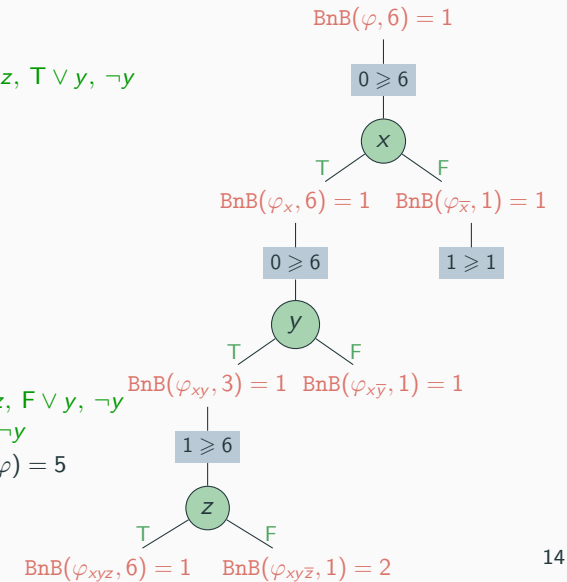 BnB(φ, 6) = 1
z, T ∨ y, ¬y
0 ⩾ 6
x
T F
BnB(φ_x, 6) = 1 BnB(φ_x̅, 1) = 1
0 ⩾ 6 1 ⩾ 1
y
T F
BnB(φ_xy, 3) = 1 BnB(φ_xy̅, 1) = 1
z, F ∨ y, ¬y
¬y
1 ⩾ 6
φ) = 5
z
T F
BnB(φ_xyz, 6) = 1 BnB(φ_xyz̅, 1) = 2
14